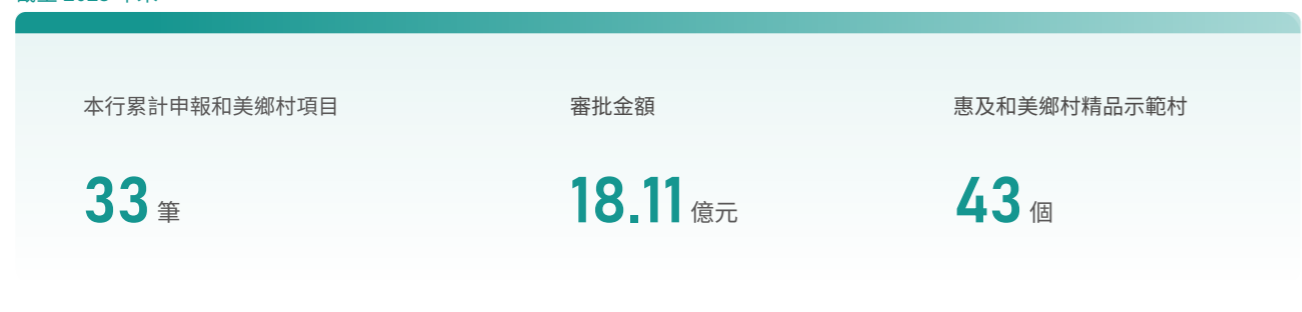 本行累計申報和美鄉村項目
審批金額
惠及和美鄉村精品示範村
33 筆
18.11 億元
43 個